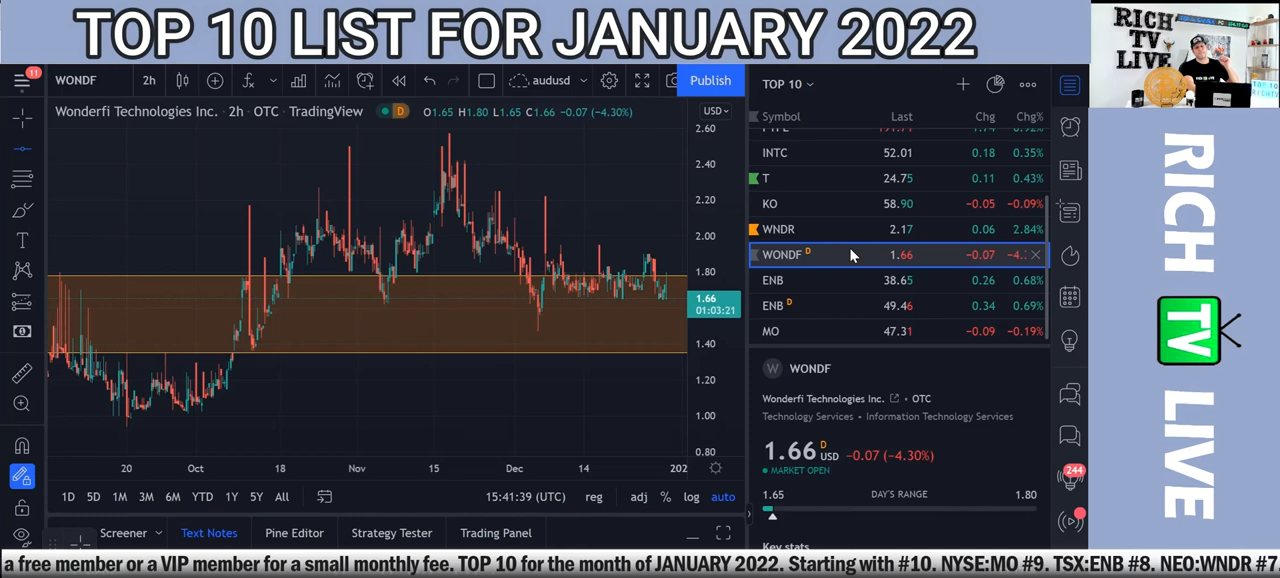 TOP 10 LIST FOR JANUARY 2022
RICH
TV
LIVE
11
WONDF
2h
audusd
Publish
TOP 10
Wonderfi Technologies Inc. · 2h · OTC · TradingView
D
O1.65 H1.80 L1.65 C1.66 −0.07 (−4.30%)
USD
2.60
2.40
2.20
2.00
1.80
1.66
01:03:21
1.40
1.20
1.00
0.80
20 Oct 18 Nov 15 Dec 14 202
1D 5D 1M 3M 6M YTD 1Y 5Y All
15:41:39 (UTC) reg adj % log auto
Screener Text Notes Pine Editor Strategy Tester Trading Panel
Symbol Last Chg Chg%
INTC 52.01 0.18 0.35%
T 24.75 0.11 0.43%
KO 58.90 −0.05 −0.09%
WNDR 2.17 0.06 2.84%
WONDF D 1.66 −0.07 −4.
ENB 38.65 0.26 0.68%
ENB D 49.46 0.34 0.69%
MO 47.31 −0.09 −0.19%
W WONDF
Wonderfi Technologies Inc. · OTC
Technology Services · Information Technology Services
1.66 D USD −0.07 (−4.30%)
MARKET OPEN
1.65 DAY'S RANGE 1.80
Key stats
244
RICH
TV
LIVE
a free member or a VIP member for a small monthly fee. TOP 10 for the month of JANUARY 2022. Starting with #10. NYSE:MO #9. TSX:ENB #8. NEO:WNDR #7.